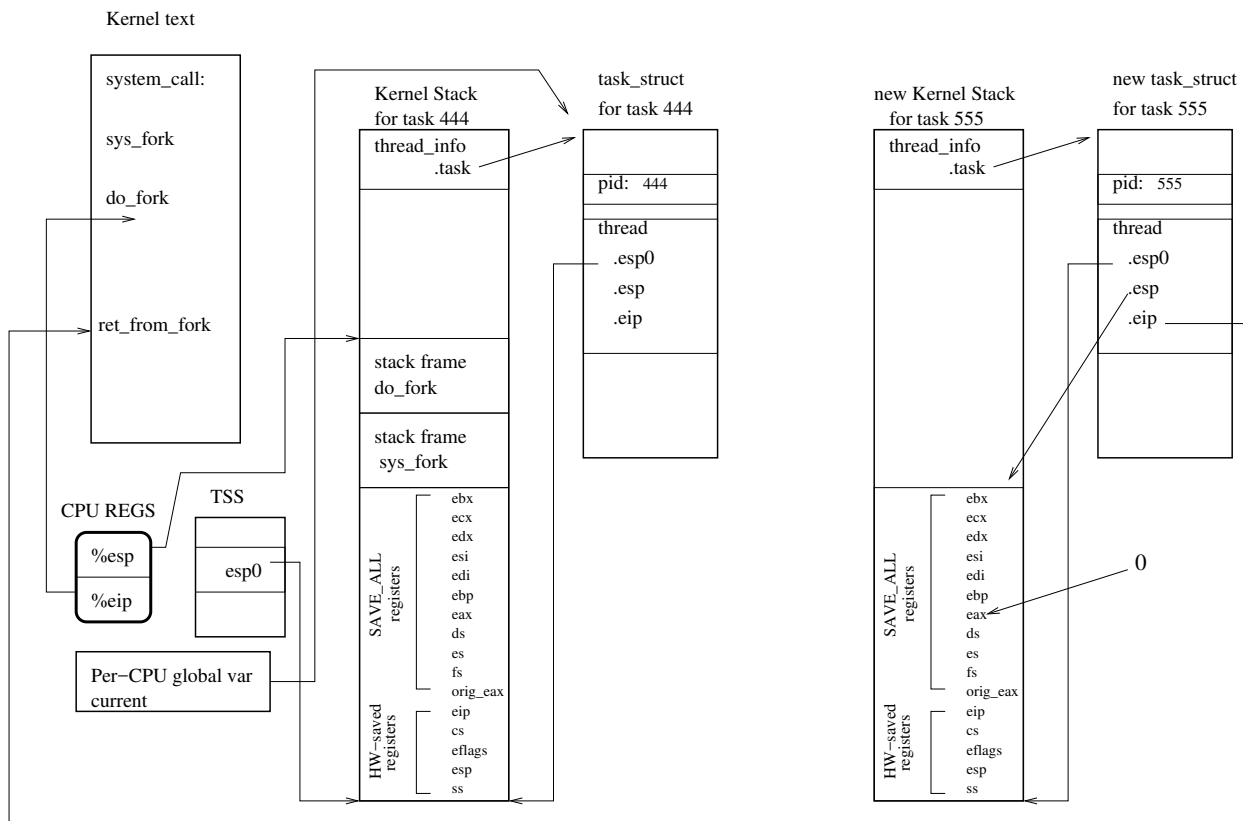 Kernel text
system_call:
sys_fork
do_fork
ret_from_fork
CPU REGS
%esp
%eip
TSS
esp0
Per-CPU global var
current
Kernel Stack
for task 444
thread_info
.task
stack frame
do_fork
stack frame
sys_fork
SAVE_ALL
registers
ebx
ecx
edx
esi
edi
ebp
eax
ds
es
fs
orig_eax
HW-saved
registers
eip
cs
eflags
esp
ss
task_struct
for task 444
pid: 444
thread
.esp0
.esp
.eip
new Kernel Stack
for task 555
thread_info
.task
SAVE_ALL
registers
ebx
ecx
edx
esi
edi
ebp
eax
ds
es
fs
orig_eax
HW-saved
registers
eip
cs
eflags
esp
ss
new task_struct
for task 555
pid: 555
thread
.esp0
.esp
.eip
0